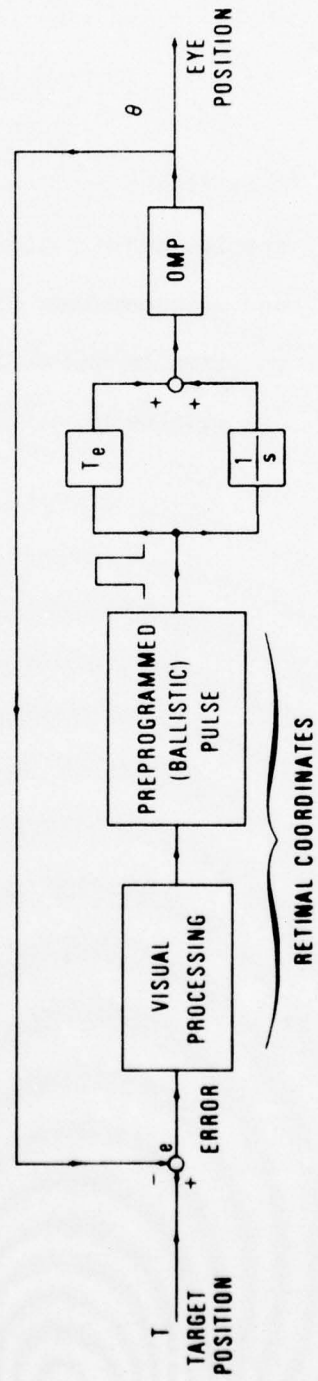 T
TARGET
POSITION
-
+
e
ERROR
VISUAL
PROCESSING
PREPROGRAMMED
(BALLISTIC)
PULSE
RETINAL COORDINATES
Te
1
s
+
+
OMP
θ
EYE
POSITION